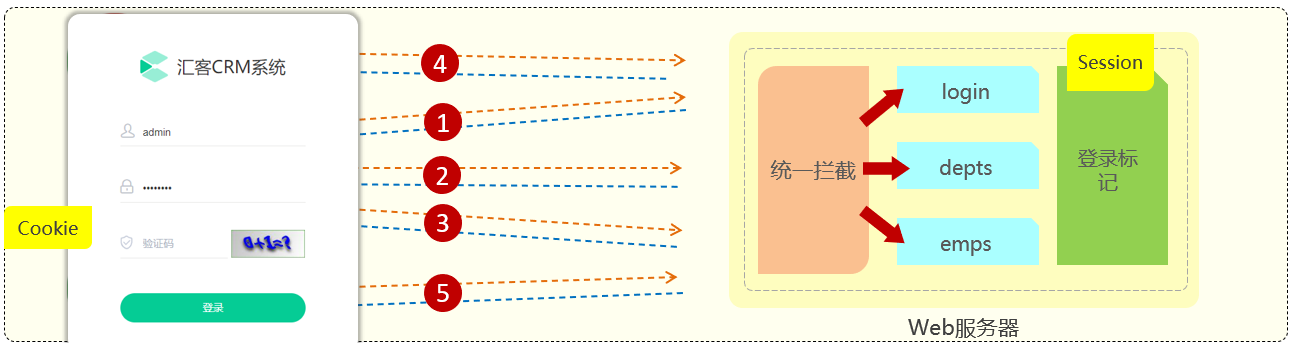 汇客CRM系统
admin
••••••••
验证码
0+1=?
登录
Cookie
4
1
2
3
5
统一拦截
login
depts
emps
Session
登录标
记
Web服务器